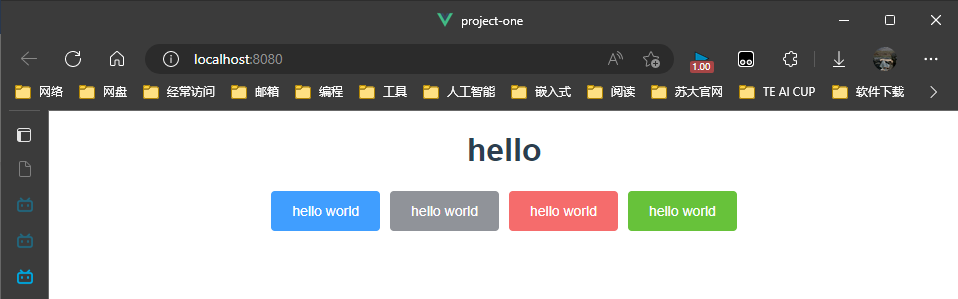 project-one
localhost:8080
1.00
网络 网盘 经常访问 邮箱 编程 工具 人工智能 嵌入式 阅读 苏大官网 TE AI CUP 软件下载
hello
hello world hello world hello world hello world